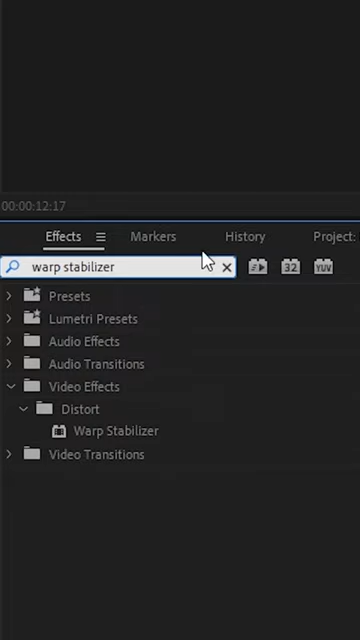 00:00:12:17
Effects Markers History Project:
warp stabilizer
32 YUV
Presets
Lumetri Presets
Audio Effects
Audio Transitions
Video Effects
Distort
Warp Stabilizer
Video Transitions